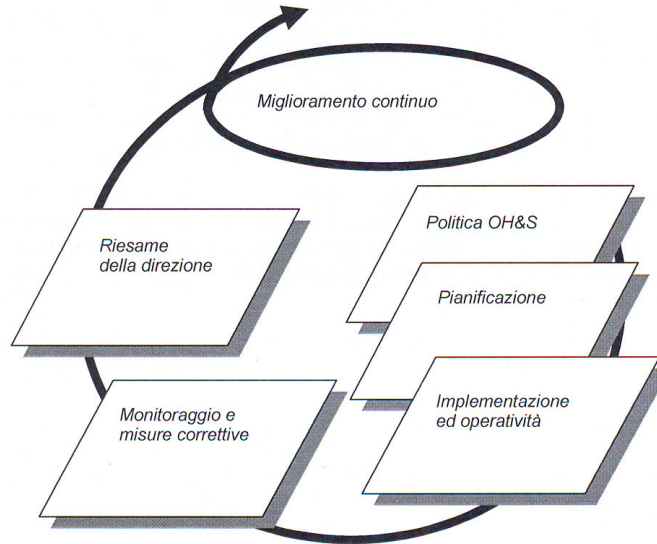 Miglioramento continuo
Politica OH&S
Riesame
della direzione
Pianificazione
Implementazione
ed operatività
Monitoraggio e
misure correttive